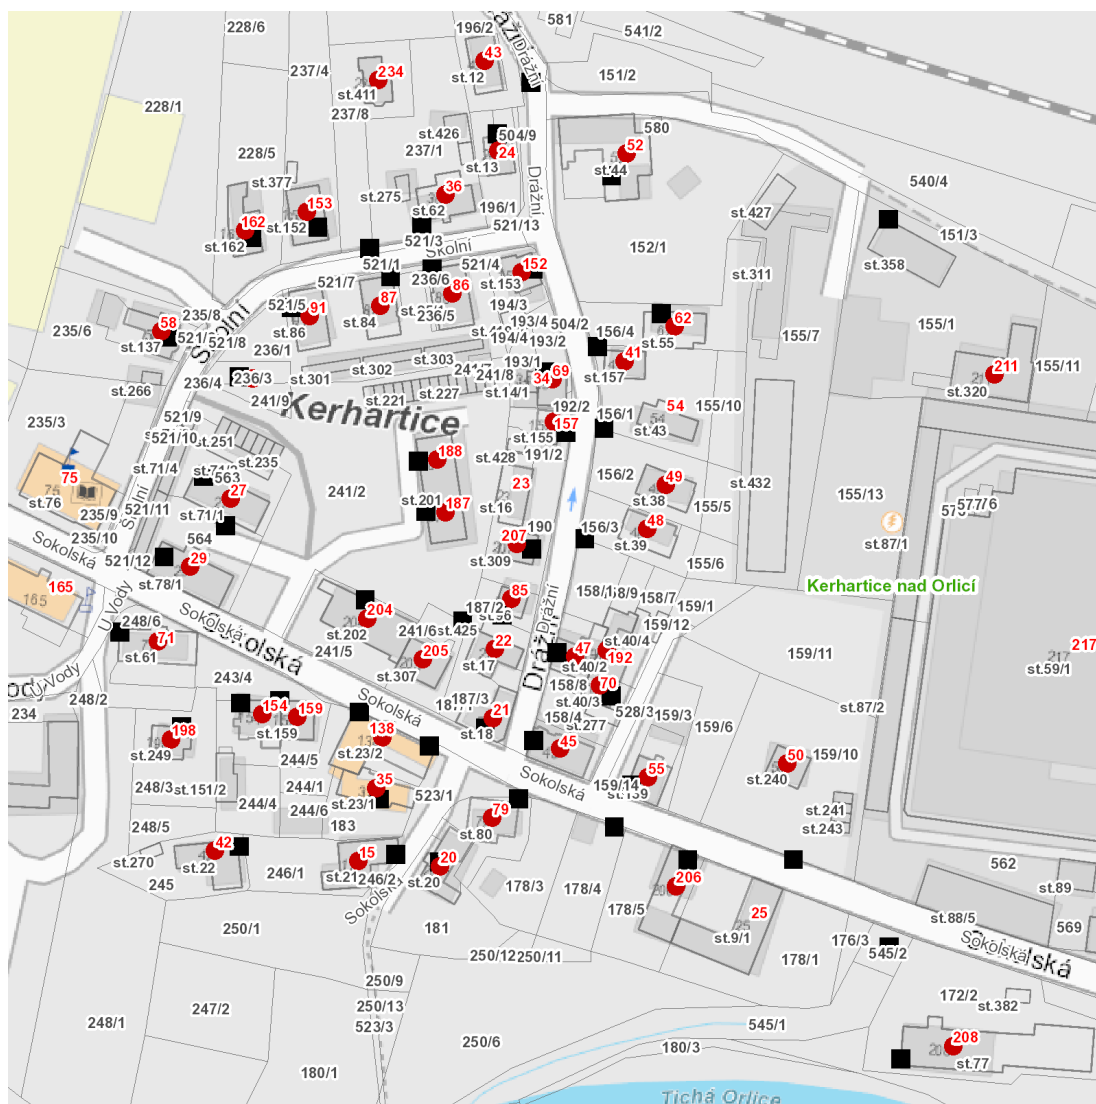 228/6
196/2
Drážní
581
541/2
43
237/4
234
st.12
151/2
st.411
237/8
228/1
st.426
504/9
580
237/1
24
st.13
52
228/5
st.44
st.377
36
Drážní
540/4
153
st.275
st.62
196/1
st.427
162
st.152
521/13
151/3
st.162
521/3
Školní
152/1
521/1
521/4
152
st.358
st.311
521/7
236/6
86
st.153
87
236/5
194/3
235/8
521/5
91
st.84
193/4
504/2
62
155/1
235/6
58
st.86
194/4
193/2
156/4
st.55
155/7
st.137
521/8
Školní
236/1
st.303
41
193/1
st.302
241/7
211
155/11
st.157
236/4
236/3
st.301
241/8
34
69
st.266
st.227
st.14/1
st.320
241/9
st.221
54
155/10
192/2
235/3
521/9
Kerhartice
157
156/1
st.43
521/10
st.251
st.155
st.235
191/2
188
st.428
st.71/4
75
563
156/2
49
st.432
23
241/2
27
st.201
st.38
155/5
155/13
st.76
235/9
521/11
Školní
st.71/1
187
st.16
48
190
156/3
st.87/1
235/10
564
207
st.39
Sokolská
521/12
29
st.309
155/6
st.78/1
Kerhartice nad Orlicí
165
85
158/1
158/7
159/1
204
187/2
st.96
Drážní
U Vody
248/6
Sokolská
st.202
241/6
st.425
159/12
71
22
47
st.40/4
217
st.61
241/5
205
192
159/11
st.40/2
st.17
st.59/1
st.307
U Vody
243/4
Drážní
158/8
70
248/2
187/3
st.40/3
234
154
159
Sokolská
21
158/4
528/3
159/3
st.87/2
st.159
st.18
st.277
159/6
198
138
45
st.249
st.23/2
50
159/10
244/5
55
st.240
248/3
st.151/2
244/1
35
Sokolská
159/14
st.23/1
523/1
244/4
244/6
79
st.241
248/5
183
st.80
st.243
42
st.270
st.22
15
20
562
st.21
246/2
st.20
245
246/1
206
st.89
178/3
178/4
Sokolská
25
st.88/5
250/1
181
178/5
569
st.9/1
176/3
Sokolská
250/12
250/11
178/1
545/2
250/9
172/2
247/2
250/13
st.382
248/1
523/3
545/1
208
250/6
180/3
180/1
st.77
Tichá Orlice